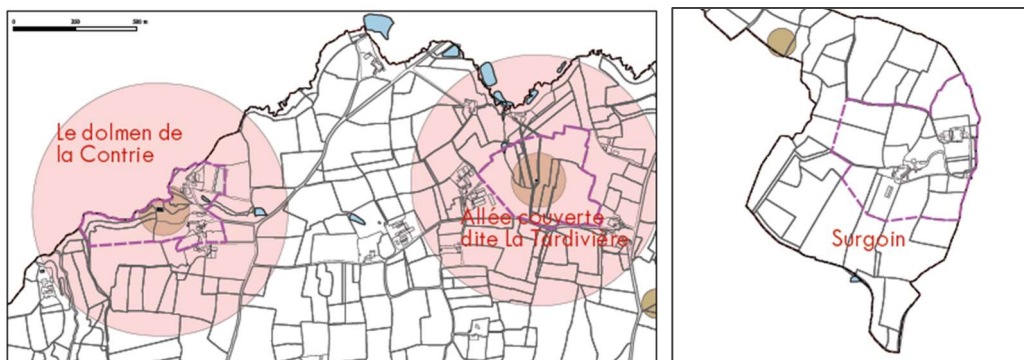 0 250 500 m
Le dolmen de
la Contrie
Allée couverte
dite La Tardivière
Surgoin